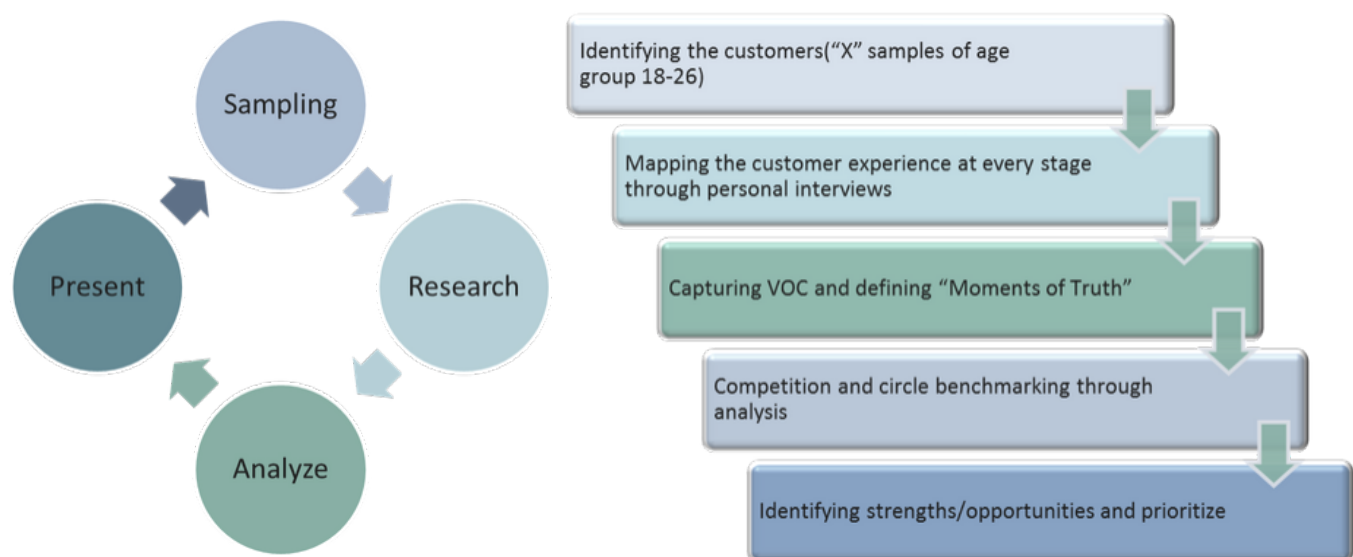 Sampling
Research
Analyze
Present
Identifying the customers(“X” samples of age
group 18-26)
Mapping the customer experience at every stage
through personal interviews
Capturing VOC and defining “Moments of Truth”
Competition and circle benchmarking through
analysis
Identifying strengths/opportunities and prioritize